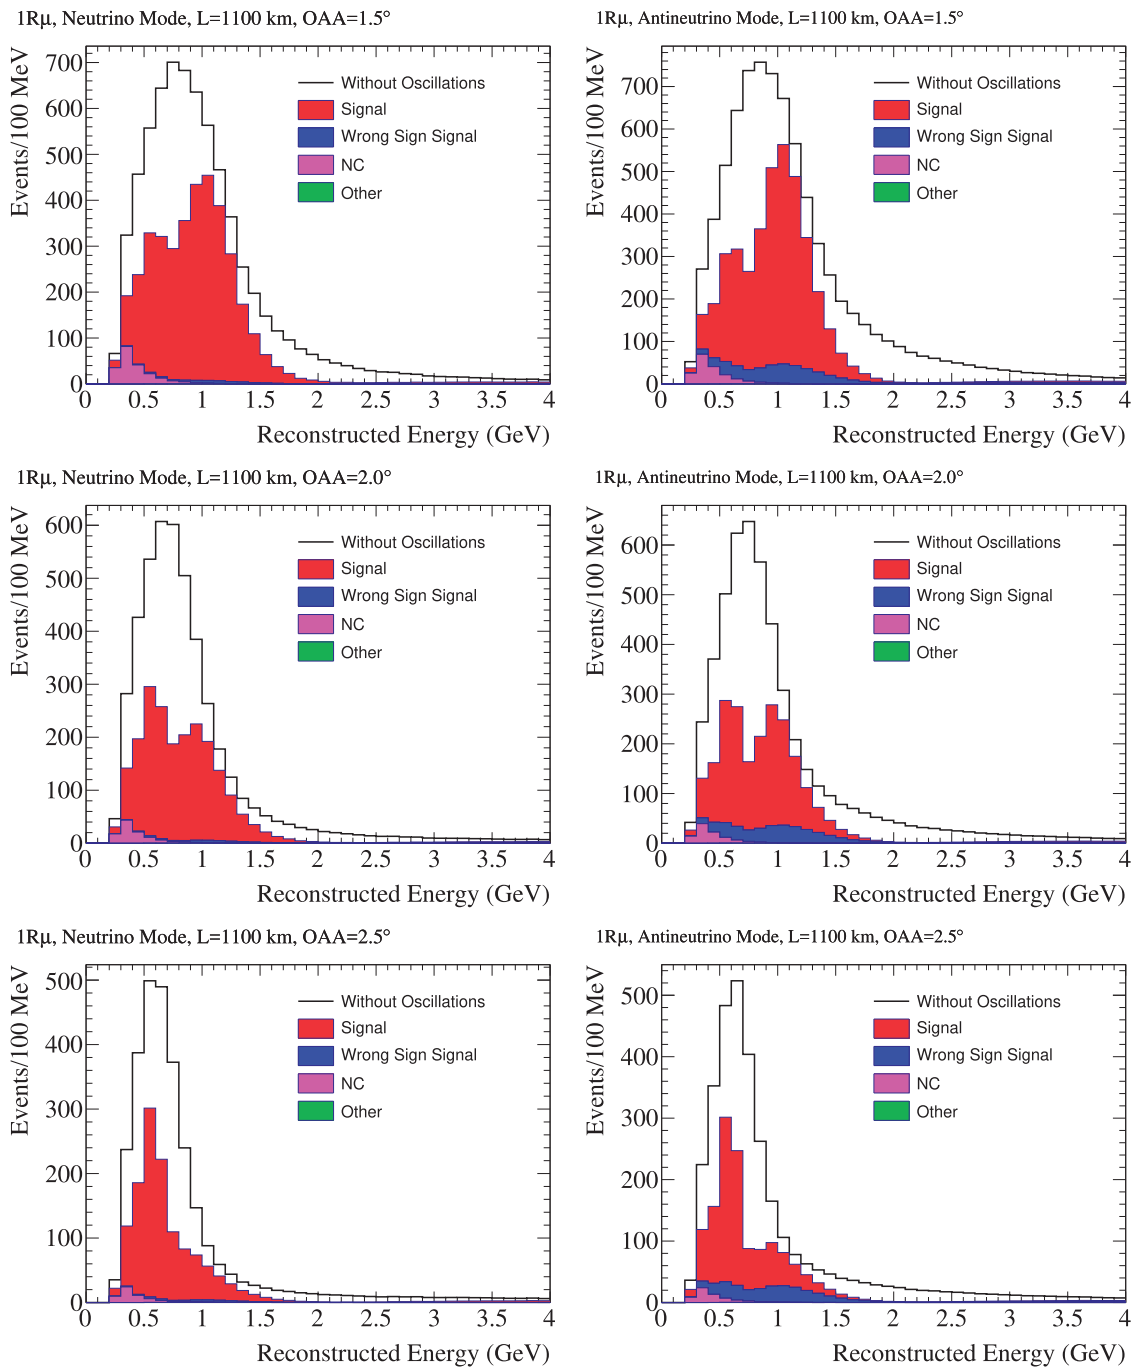 1Rμ, Neutrino Mode, L=1100 km, OAA=1.5°
Events/100 MeV
700
600
500
400
300
200
100
0
Without Oscillations
Signal
Wrong Sign Signal
NC
Other
0 0.5 1 1.5 2 2.5 3 3.5 4
Reconstructed Energy (GeV)
1Rμ, Antineutrino Mode, L=1100 km, OAA=1.5°
Events/100 MeV
700
600
500
400
300
200
100
0
Without Oscillations
Signal
Wrong Sign Signal
NC
Other
0 0.5 1 1.5 2 2.5 3 3.5 4
Reconstructed Energy (GeV)
1Rμ, Neutrino Mode, L=1100 km, OAA=2.0°
Events/100 MeV
600
500
400
300
200
100
0
Without Oscillations
Signal
Wrong Sign Signal
NC
Other
0 0.5 1 1.5 2 2.5 3 3.5 4
Reconstructed Energy (GeV)
1Rμ, Antineutrino Mode, L=1100 km, OAA=2.0°
Events/100 MeV
600
500
400
300
200
100
0
Without Oscillations
Signal
Wrong Sign Signal
NC
Other
0 0.5 1 1.5 2 2.5 3 3.5 4
Reconstructed Energy (GeV)
1Rμ, Neutrino Mode, L=1100 km, OAA=2.5°
Events/100 MeV
500
400
300
200
100
0
Without Oscillations
Signal
Wrong Sign Signal
NC
Other
0 0.5 1 1.5 2 2.5 3 3.5 4
Reconstructed Energy (GeV)
1Rμ, Antineutrino Mode, L=1100 km, OAA=2.5°
Events/100 MeV
500
400
300
200
100
0
Without Oscillations
Signal
Wrong Sign Signal
NC
Other
0 0.5 1 1.5 2 2.5 3 3.5 4
Reconstructed Energy (GeV)